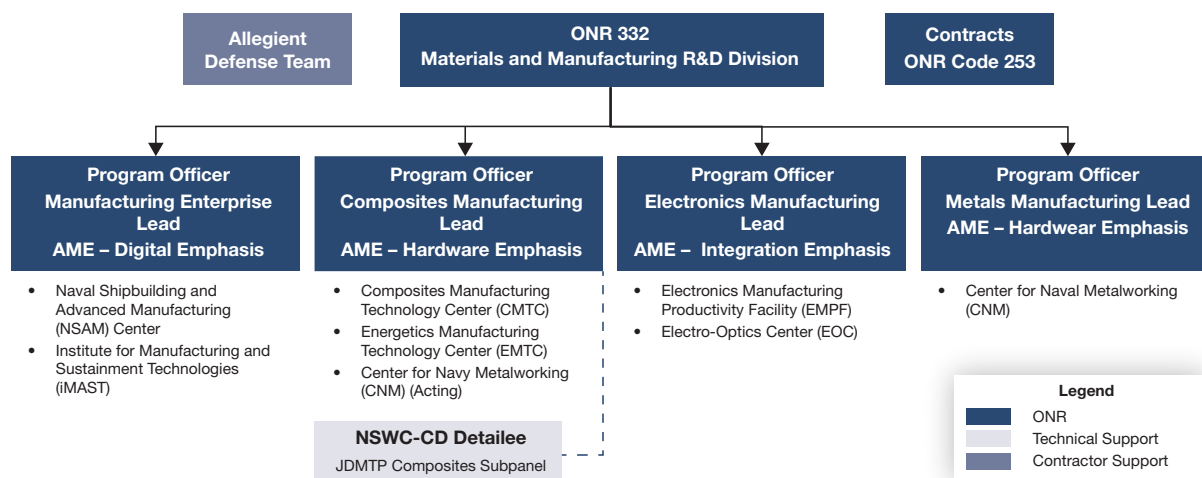 Allegient
Defense Team
ONR 332
Materials and Manufacturing R&D Division
Contracts
ONR Code 253
Program Officer
Manufacturing Enterprise
Lead
AME – Digital Emphasis
Program Officer
Composites Manufacturing
Lead
AME – Hardware Emphasis
Program Officer
Electronics Manufacturing
Lead
AME – Integration Emphasis
Program Officer
Metals Manufacturing Lead
AME – Hardwear Emphasis
• Naval Shipbuilding and
Advanced Manufacturing
(NSAM) Center
• Institute for Manufacturing and
Sustainment Technologies
(iMAST)
• Composites Manufacturing
Technology Center (CMTC)
• Energetics Manufacturing
Technology Center (EMTC)
• Center for Navy Metalworking
(CNM) (Acting)
• Electronics Manufacturing
Productivity Facility (EMPF)
• Electro-Optics Center (EOC)
• Center for Naval Metalworking
(CNM)
NSWC-CD Detailee
JDMTP Composites Subpanel
Legend
ONR
Technical Support
Contractor Support